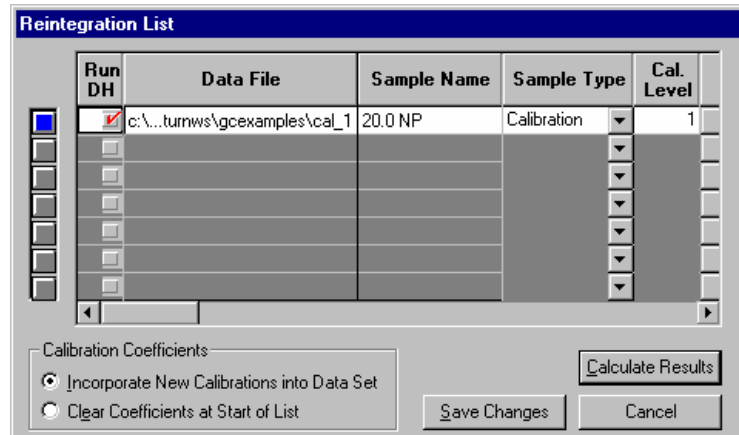 Reintegration List
Run DH Data File Sample Name Sample Type Cal. Level
c:\...turnws\gcexamples\cal_1 20.0 NP Calibration 1
Calibration Coefficients
Incorporate New Calibrations into Data Set
Clear Coefficients at Start of List
Calculate Results
Save Changes Cancel